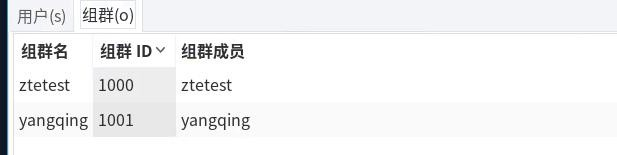 用户(s) 组群(o)
组群名 组群 ID 组群成员
ztetest 1000 ztetest
yangqing 1001 yangqing